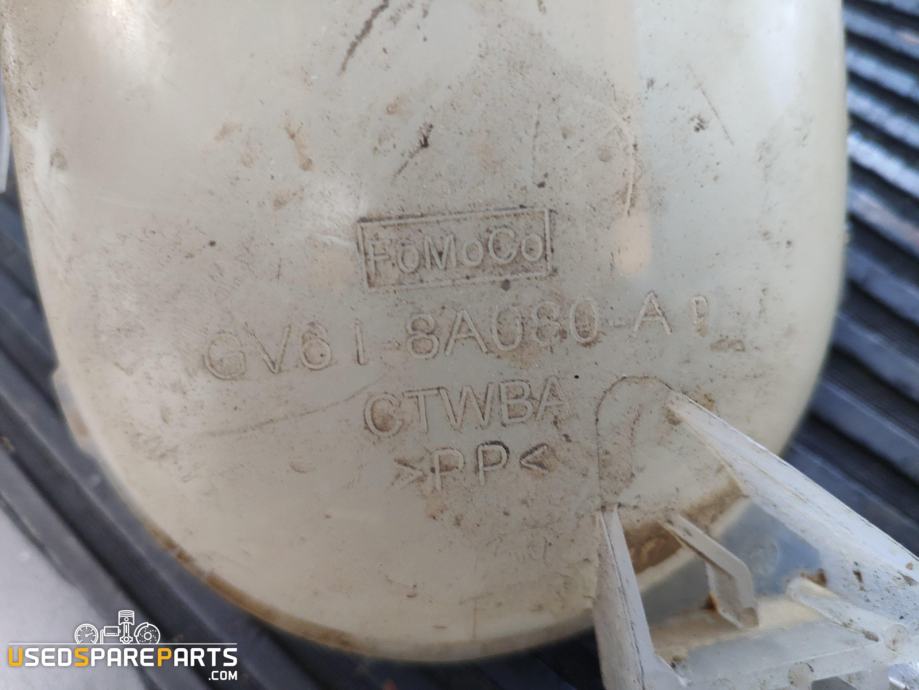 FoMoCo
GV61-8A080-A
CTWBA
>PP<
USEDSPAREPARTS
.COM